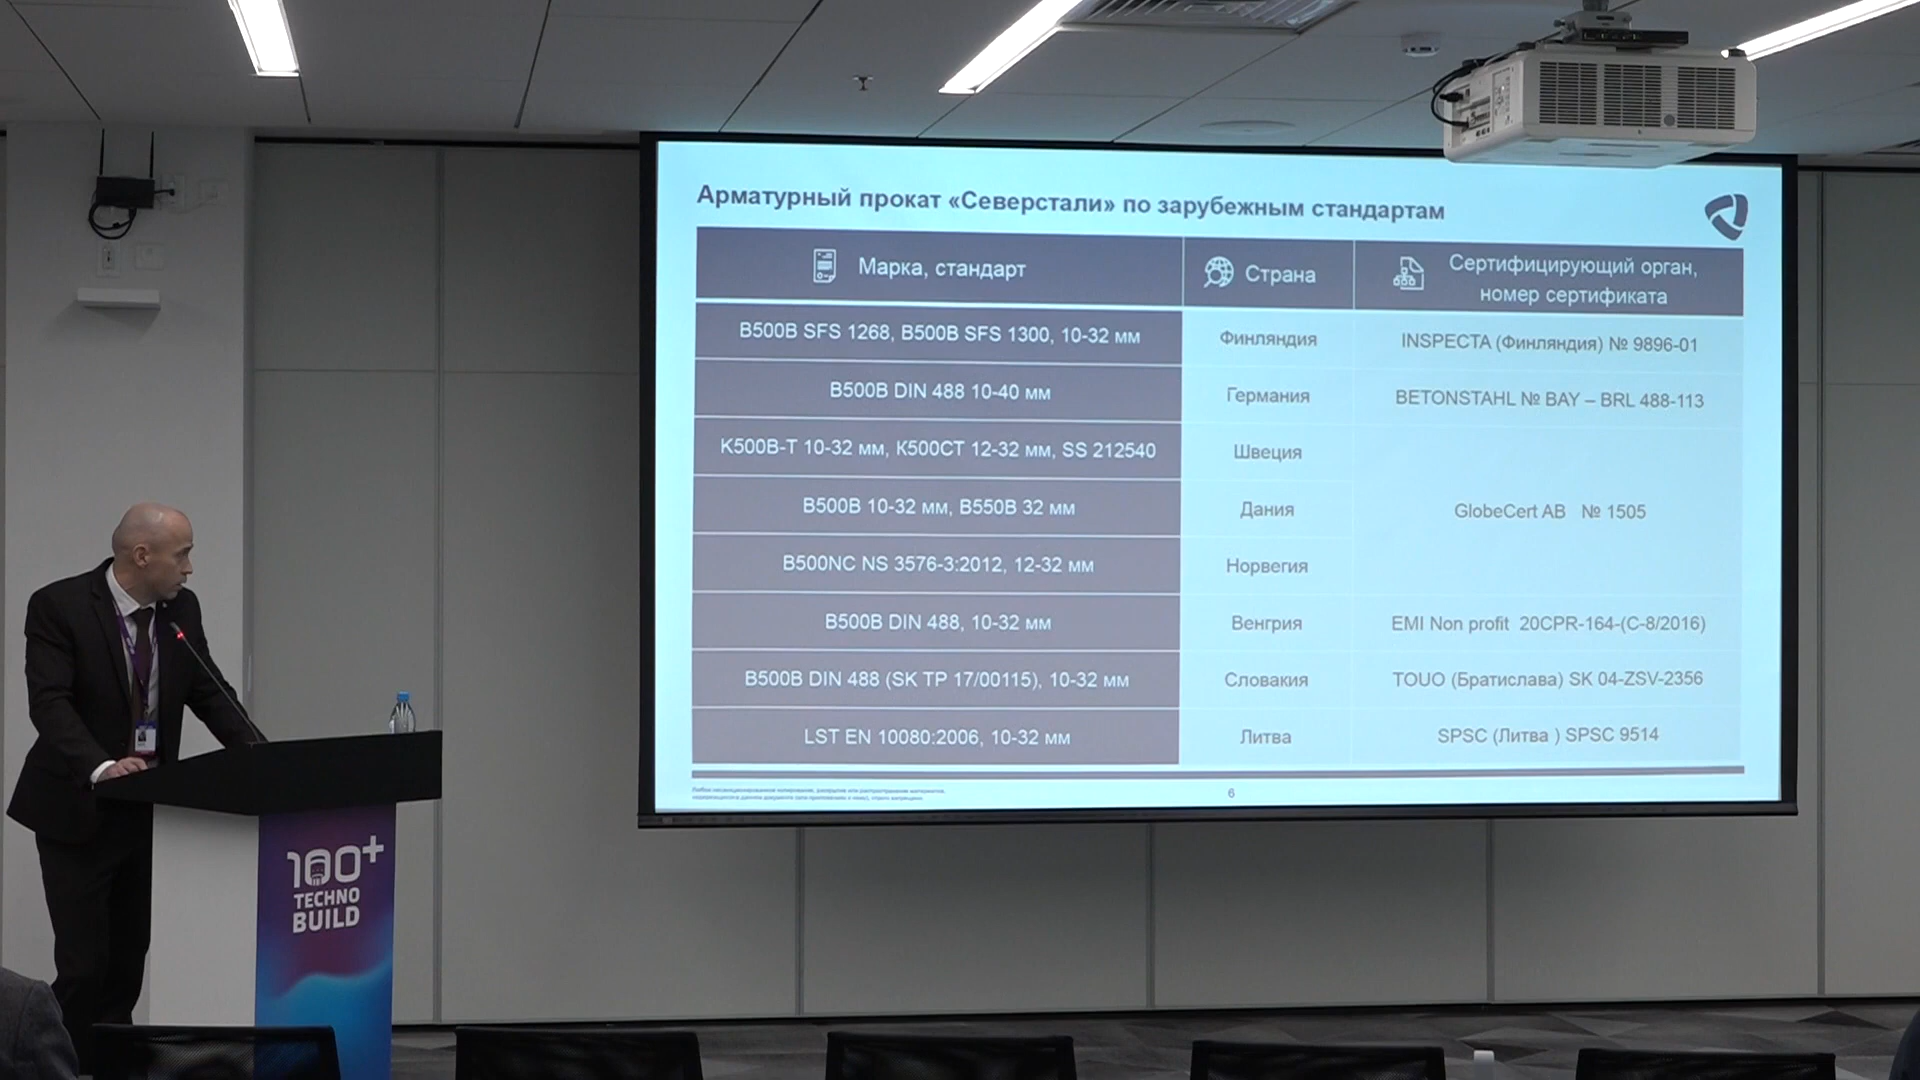 Арматурный прокат «Северстали» по зарубежным стандартам
Марка, стандарт
Страна
Сертифицирующий орган,
номер сертификата
B500B SFS 1268, B500B SFS 1300, 10-32 мм
Финляндия
INSPECTA (Финляндия) № 9896-01
B500B DIN 488 10-40 мм
Германия
BETONSTAHL № BAY – BRL 488-113
K500B-T 10-32 мм, К500СТ 12-32 мм, SS 212540
Швеция
B500B 10-32 мм, B550B 32 мм
Дания
GlobeCert AB № 1505
B500NC NS 3576-3:2012, 12-32 мм
Норвегия
B500B DIN 488, 10-32 мм
Венгрия
EMI Non profit 20CPR-164-(C-8/2016)
B500B DIN 488 (SK TP 17/00115), 10-32 мм
Словакия
TOUO (Братислава) SK 04-ZSV-2356
LST EN 10080:2006, 10-32 мм
Литва
SPSC (Литва ) SPSC 9514
6
100+
TECHNO
BUILD